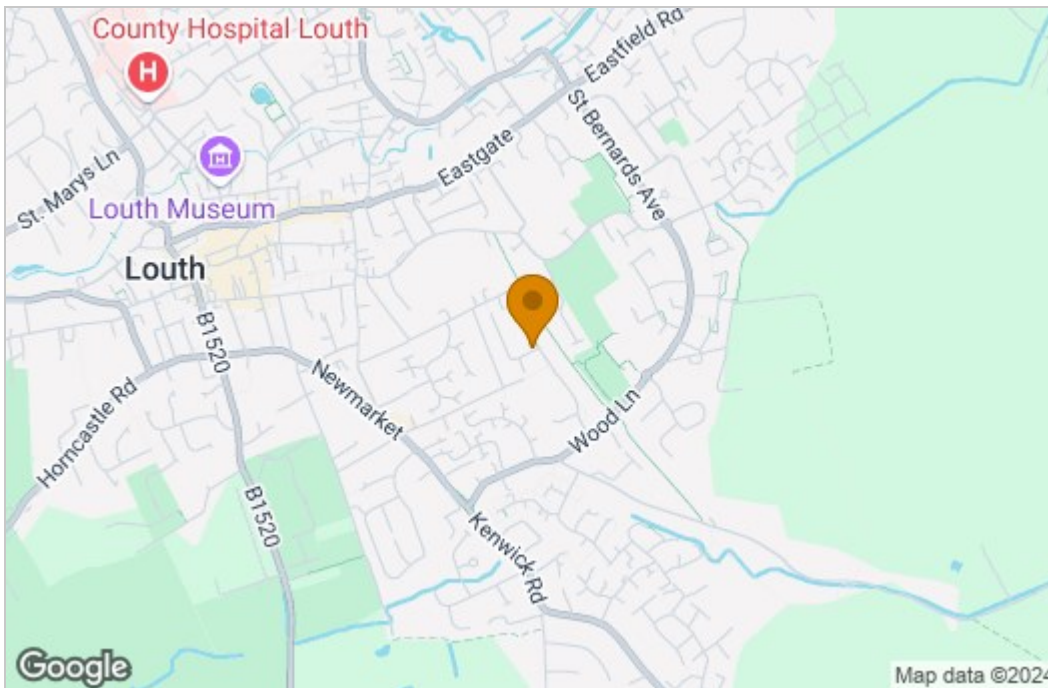 County Hospital Louth
H
Eastfield Rd
St Bernards Ave
St. Marys Ln
Eastgate
Louth Museum
Louth
B1520
Newmarket
Horncastle Rd
Wood Ln
B1520
Kenwick Rd
Google
Map data ©2024